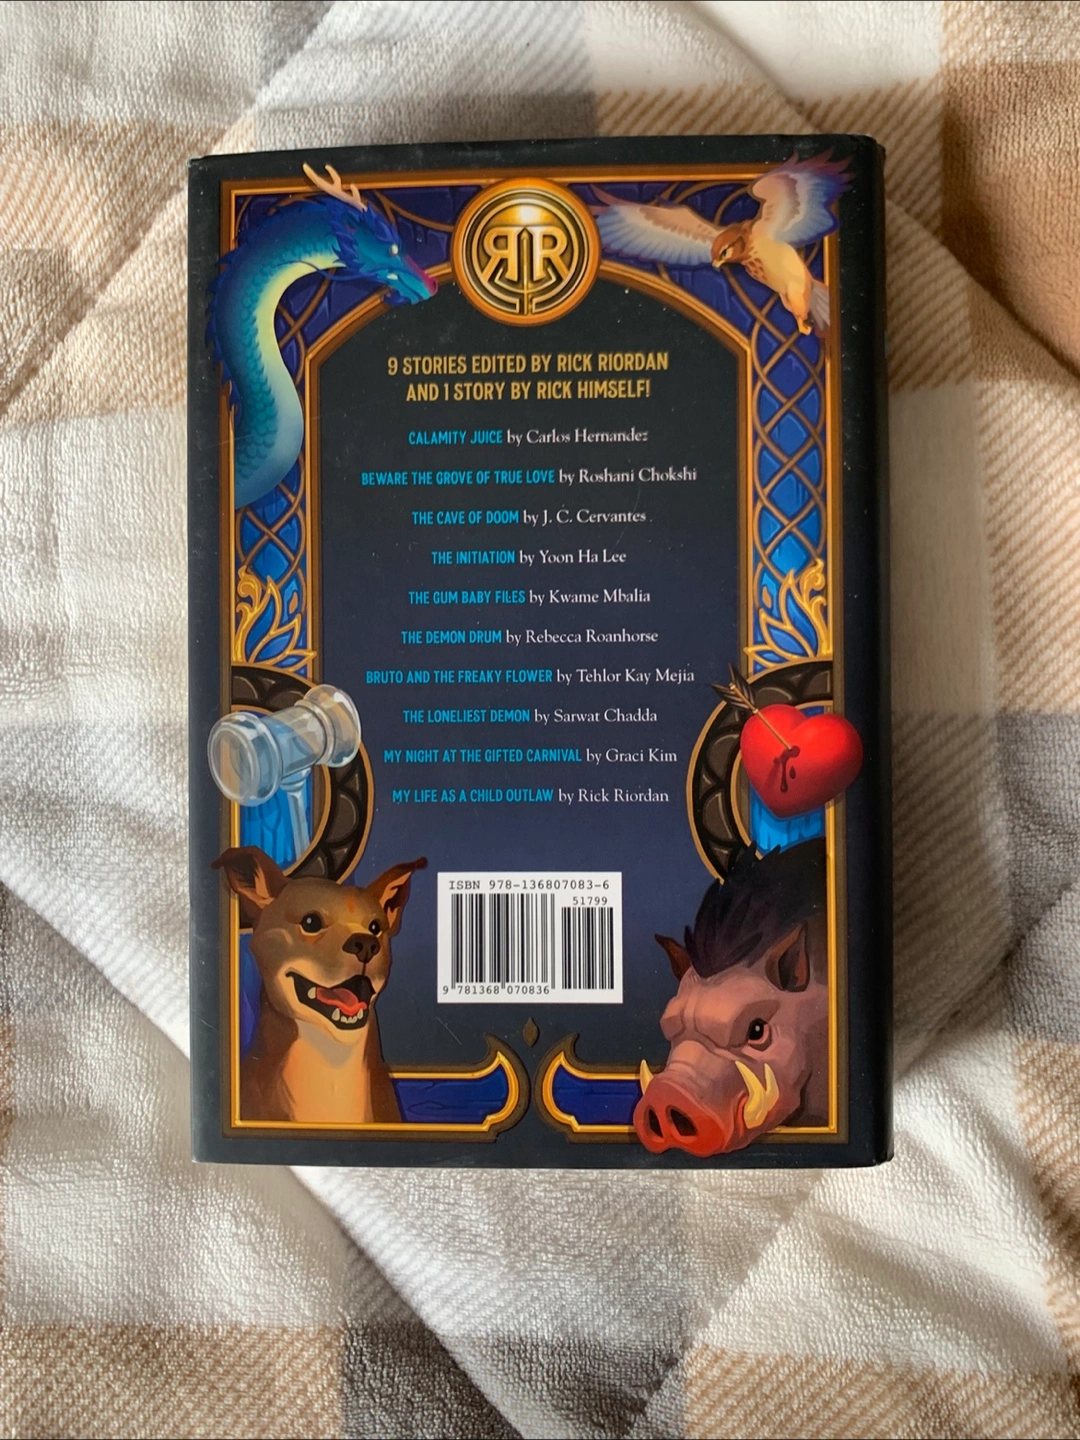 RR
9 STORIES EDITED BY RICK RIORDAN
AND 1 STORY BY RICK HIMSELF!
CALAMITY JUICE by Carlos Hernandez
BEWARE THE GROVE OF TRUE LOVE by Roshani Chokshi
THE CAVE OF DOOM by J. C. Cervantes
THE INITIATION by Yoon Ha Lee
THE GUM BABY FILES by Kwame Mbalia
THE DEMON DRUM by Rebecca Roanhorse
BRUTO AND THE FREAKY FLOWER by Tehlor Kay Mejia
THE LONELIEST DEMON by Sarwat Chadda
MY NIGHT AT THE GIFTED CARNIVAL by Graci Kim
MY LIFE AS A CHILD OUTLAW by Rick Riordan
ISBN 978-136807083-6
51799
9 781368 070836